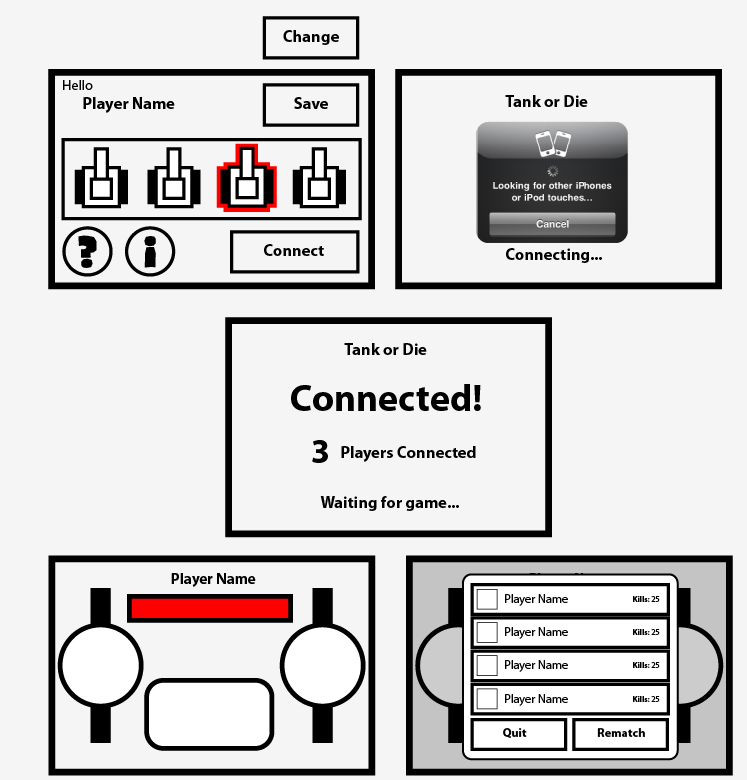 Change
Hello
Player Name
Save
?
i
Connect
Tank or Die
Looking for other iPhones
or iPod touches...
Cancel
Connecting...
Tank or Die
Connected!
3 Players Connected
Waiting for game...
Player Name
Player Name Kills: 25
Player Name Kills: 25
Player Name Kills: 25
Player Name Kills: 25
Quit Rematch